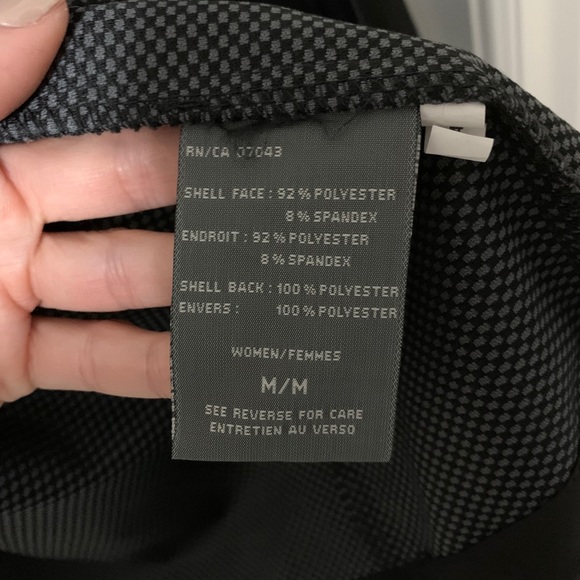 RN/CA 07043
SHELL FACE: 92% POLYESTER
8% SPANDEX
ENDROIT: 92% POLYESTER
8% SPANDEX
SHELL BACK: 100% POLYESTER
ENVERS: 100% POLYESTER
WOMEN/FEMMES
M/M
SEE REVERSE FOR CARE
ENTRETIEN AU VERSO